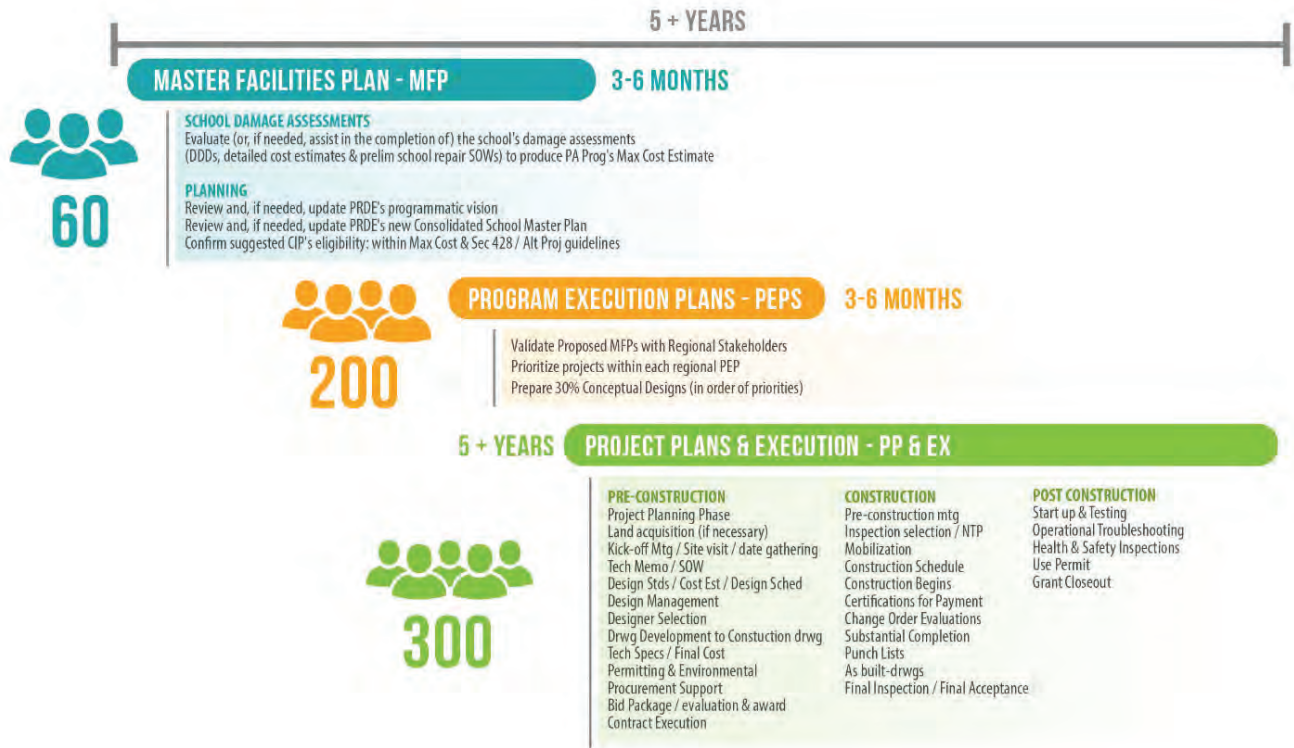 5 + YEARS
MASTER FACILITIES PLAN - MFP
3-6 MONTHS
60
SCHOOL DAMAGE ASSESSMENTS
Evaluate (or, if needed, assist in the completion of) the school's damage assessments
(DDDs, detailed cost estimates & prelim school repair SOWs) to produce PA Prog's Max Cost Estimate
PLANNING
Review and, if needed, update PRDE's programmatic vision
Review and, if needed, update PRDE's new Consolidated School Master Plan
Confirm suggested CIP's eligibility: within Max Cost & Sec 428 / Alt Proj guidelines
PROGRAM EXECUTION PLANS - PEPS
3-6 MONTHS
200
Validate Proposed MFPs with Regional Stakeholders
Prioritize projects within each regional PEP
Prepare 30% Conceptual Designs (in order of priorities)
5 + YEARS
PROJECT PLANS & EXECUTION - PP & EX
300
PRE-CONSTRUCTION
Project Planning Phase
Land acquisition (if necessary)
Kick-off Mtg / Site visit / date gathering
Tech Memo / SOW
Design Stds / Cost Est / Design Sched
Design Management
Designer Selection
Drwg Development to Constuction drwg
Tech Specs / Final Cost
Permitting & Environmental
Procurement Support
Bid Package / evaluation & award
Contract Execution
CONSTRUCTION
Pre-construction mtg
Inspection selection / NTP
Mobilization
Construction Schedule
Construction Begins
Certifications for Payment
Change Order Evaluations
Substantial Completion
Punch Lists
As built-drwgs
Final Inspection / Final Acceptance
POST CONSTRUCTION
Start up & Testing
Operational Troubleshooting
Health & Safety Inspections
Use Permit
Grant Closeout